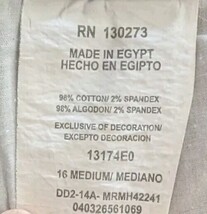 RN 130273
MADE IN EGYPT
HECHO EN EGIPTO
98% COTTON/ 2% SPANDEX
98% ALGODON/ 2% SPANDEX
EXCLUSIVE OF DECORATION/
EXCEPTO DECORACION
13174E0
16 MEDIUM/ MEDIANO
DD2-14A- MRMH42241
040326561069